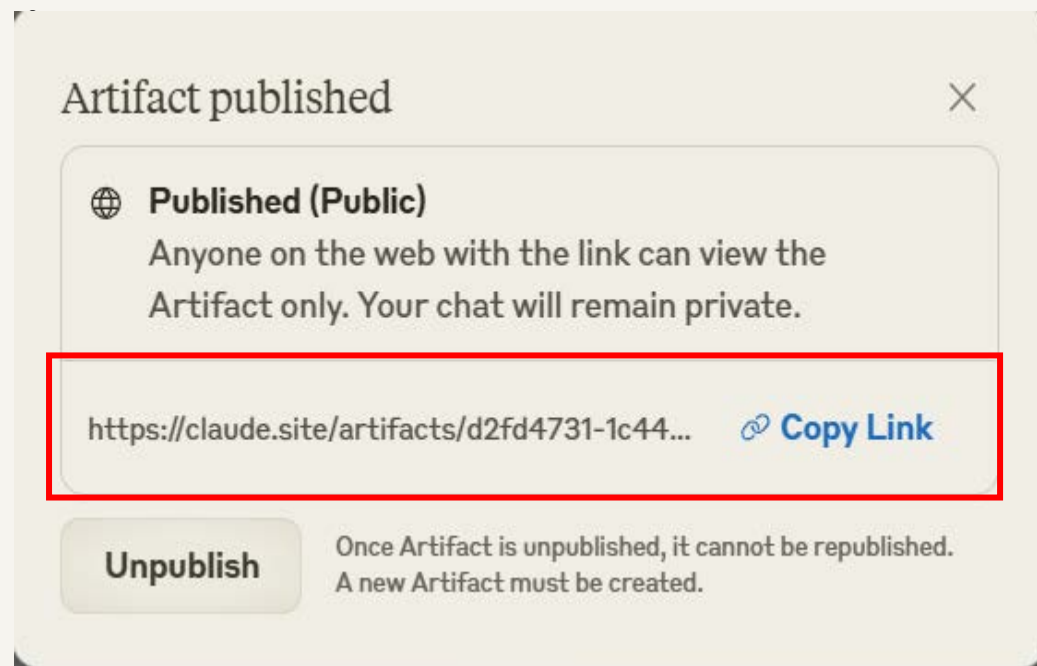 Artifact published
Published (Public)
Anyone on the web with the link can view the
Artifact only. Your chat will remain private.
https://claude.site/artifacts/d2fd4731-1c44... Copy Link
Unpublish
Once Artifact is unpublished, it cannot be republished.
A new Artifact must be created.